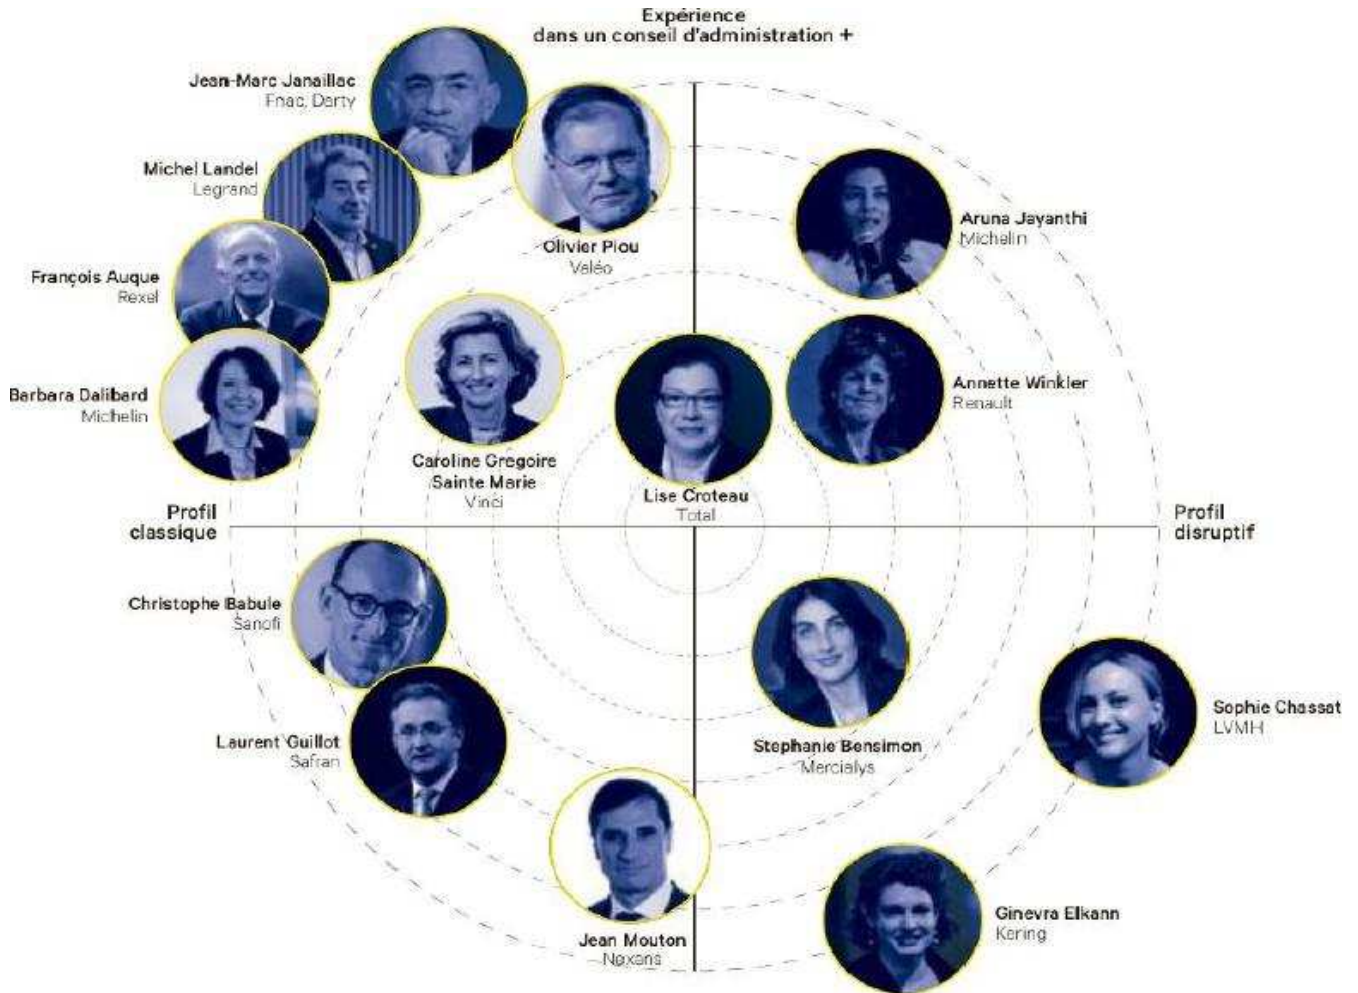 Expérience
dans un conseil d'administration +
Jean-Marc Janaillac
Fnac, Darty
Michel Landel
Legrand
Olivier Piou
Valéo
Aruna Jayanthi
Michelin
François Auque
Rexel
Barbara Dalibard
Michelin
Annette Winkler
Renault
Caroline Gregoire
Sainte Marie
Vinci
Lise Croteau
Total
Profil
classique
Profil
disruptif
Christophe Babule
Sanofi
Laurent Guillot
Safran
Stephanie Bensimon
Mercialys
Sophie Chassat
LVMH
Jean Mouton
Nexans
Ginevra Elkann
Kering